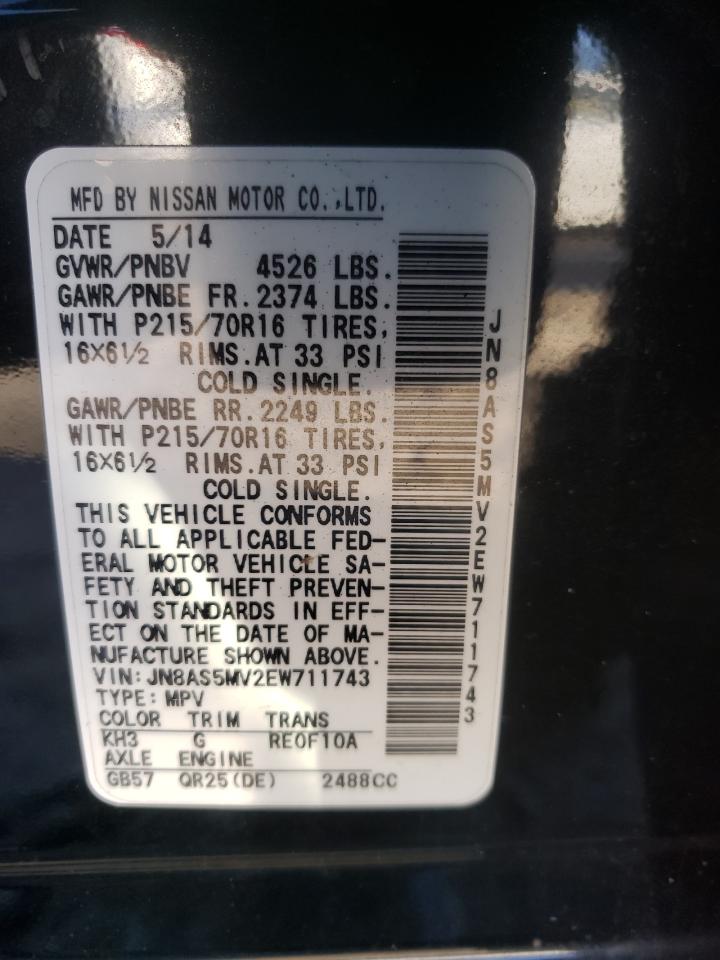 MFD BY NISSAN MOTOR CO.,LTD.
DATE 5/14
GVWR/PNBV 4526 LBS.
GAWR/PNBE FR. 2374 LBS.
WITH P215/70R16 TIRES,
16X6½ RIMS. AT 33 PSI
COLD SINGLE.
GAWR/PNBE RR. 2249 LBS.
WITH P215/70R16 TIRES,
16X6½ RIMS. AT 33 PSI
COLD SINGLE.
THIS VEHICLE CONFORMS
TO ALL APPLICABLE FED-
ERAL MOTOR VEHICLE SA-
FETY AND THEFT PREVEN-
TION STANDARDS IN EFF-
ECT ON THE DATE OF MA-
NUFACTURE SHOWN ABOVE.
VIN:JN8AS5MV2EW711743
TYPE: MPV
COLOR TRIM TRANS
KH3 G RE0F10A
AXLE ENGINE
GB57 QR25(DE) 2488CC
JN8AS5MV2EW711743